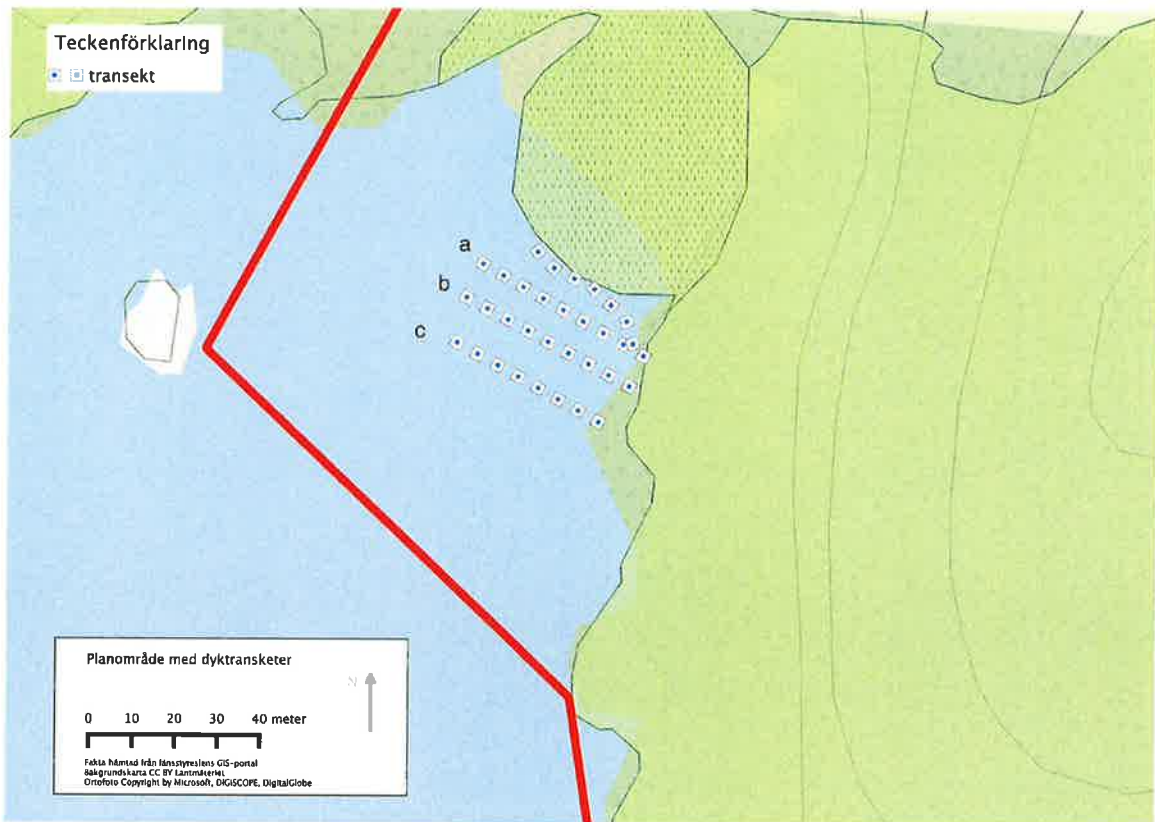 Teckenförklaring
transekt
a
b
c
Planområde med dyktransketer
N
0 10 20 30 40 meter
Fakta hämtad från länsstyreslens GIS-portal
Bakgrundskarta CC BY Lantmäteriet
Ortofoto Copyright by Microsoft, DIGISCOPE, DigitalGlobe